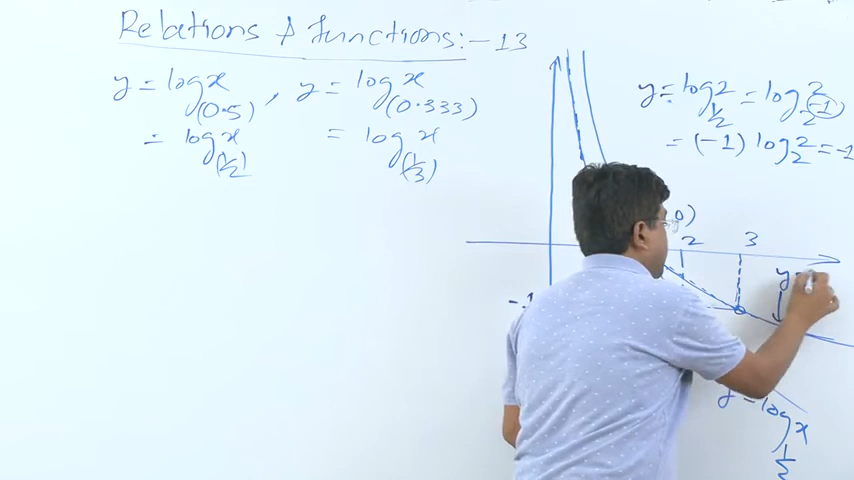 Relations & functions:-13
y = log x (0.5) , y = log x (0.333)
= log x (1/2) = log x (1/3)
y = log 2 1/2 = log 2 2(-1)
= (-1) log 2 2 = -1
0)
2 3
y=
-1
y = log x 1/2